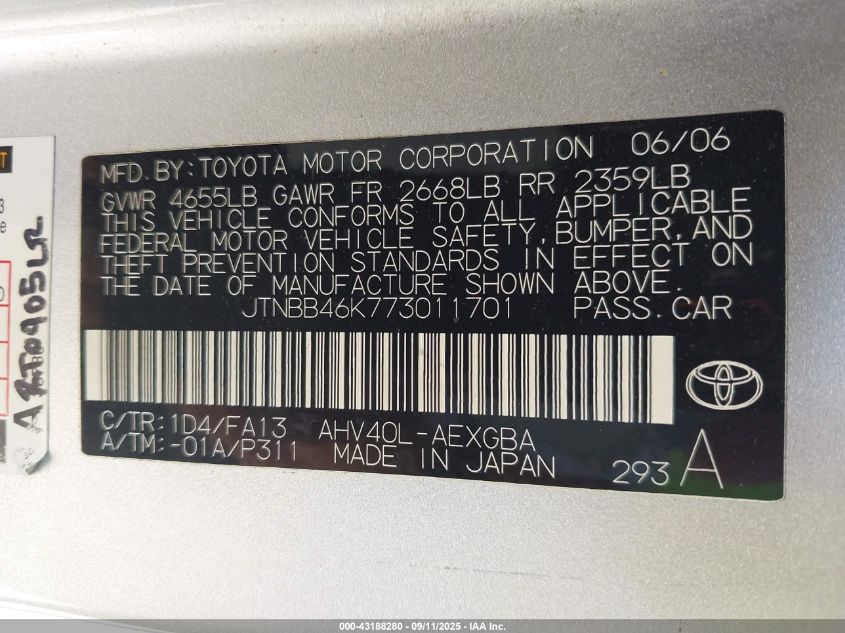 MFD.BY:TOYOTA MOTOR CORPORATION 06/06
GVWR 4655LB GAWR FR 2668LB RR 2359LB
THIS VEHICLE CONFORMS TO ALL APPLICABLE
FEDERAL MOTOR VEHICLE SAFETY,BUMPER,AND
THEFT PREVENTION STANDARDS IN EFFECT ON
THE DATE OF MANUFACTURE SHOWN ABOVE.
JTNBB46K773011701 PASS.CAR
C/TR:1D4/FA13 AHV40L-AEXGBA
A/TM:-01A/P311 MADE IN JAPAN 293 A
000-43188280 - 09/11/2025 - IAA Inc.